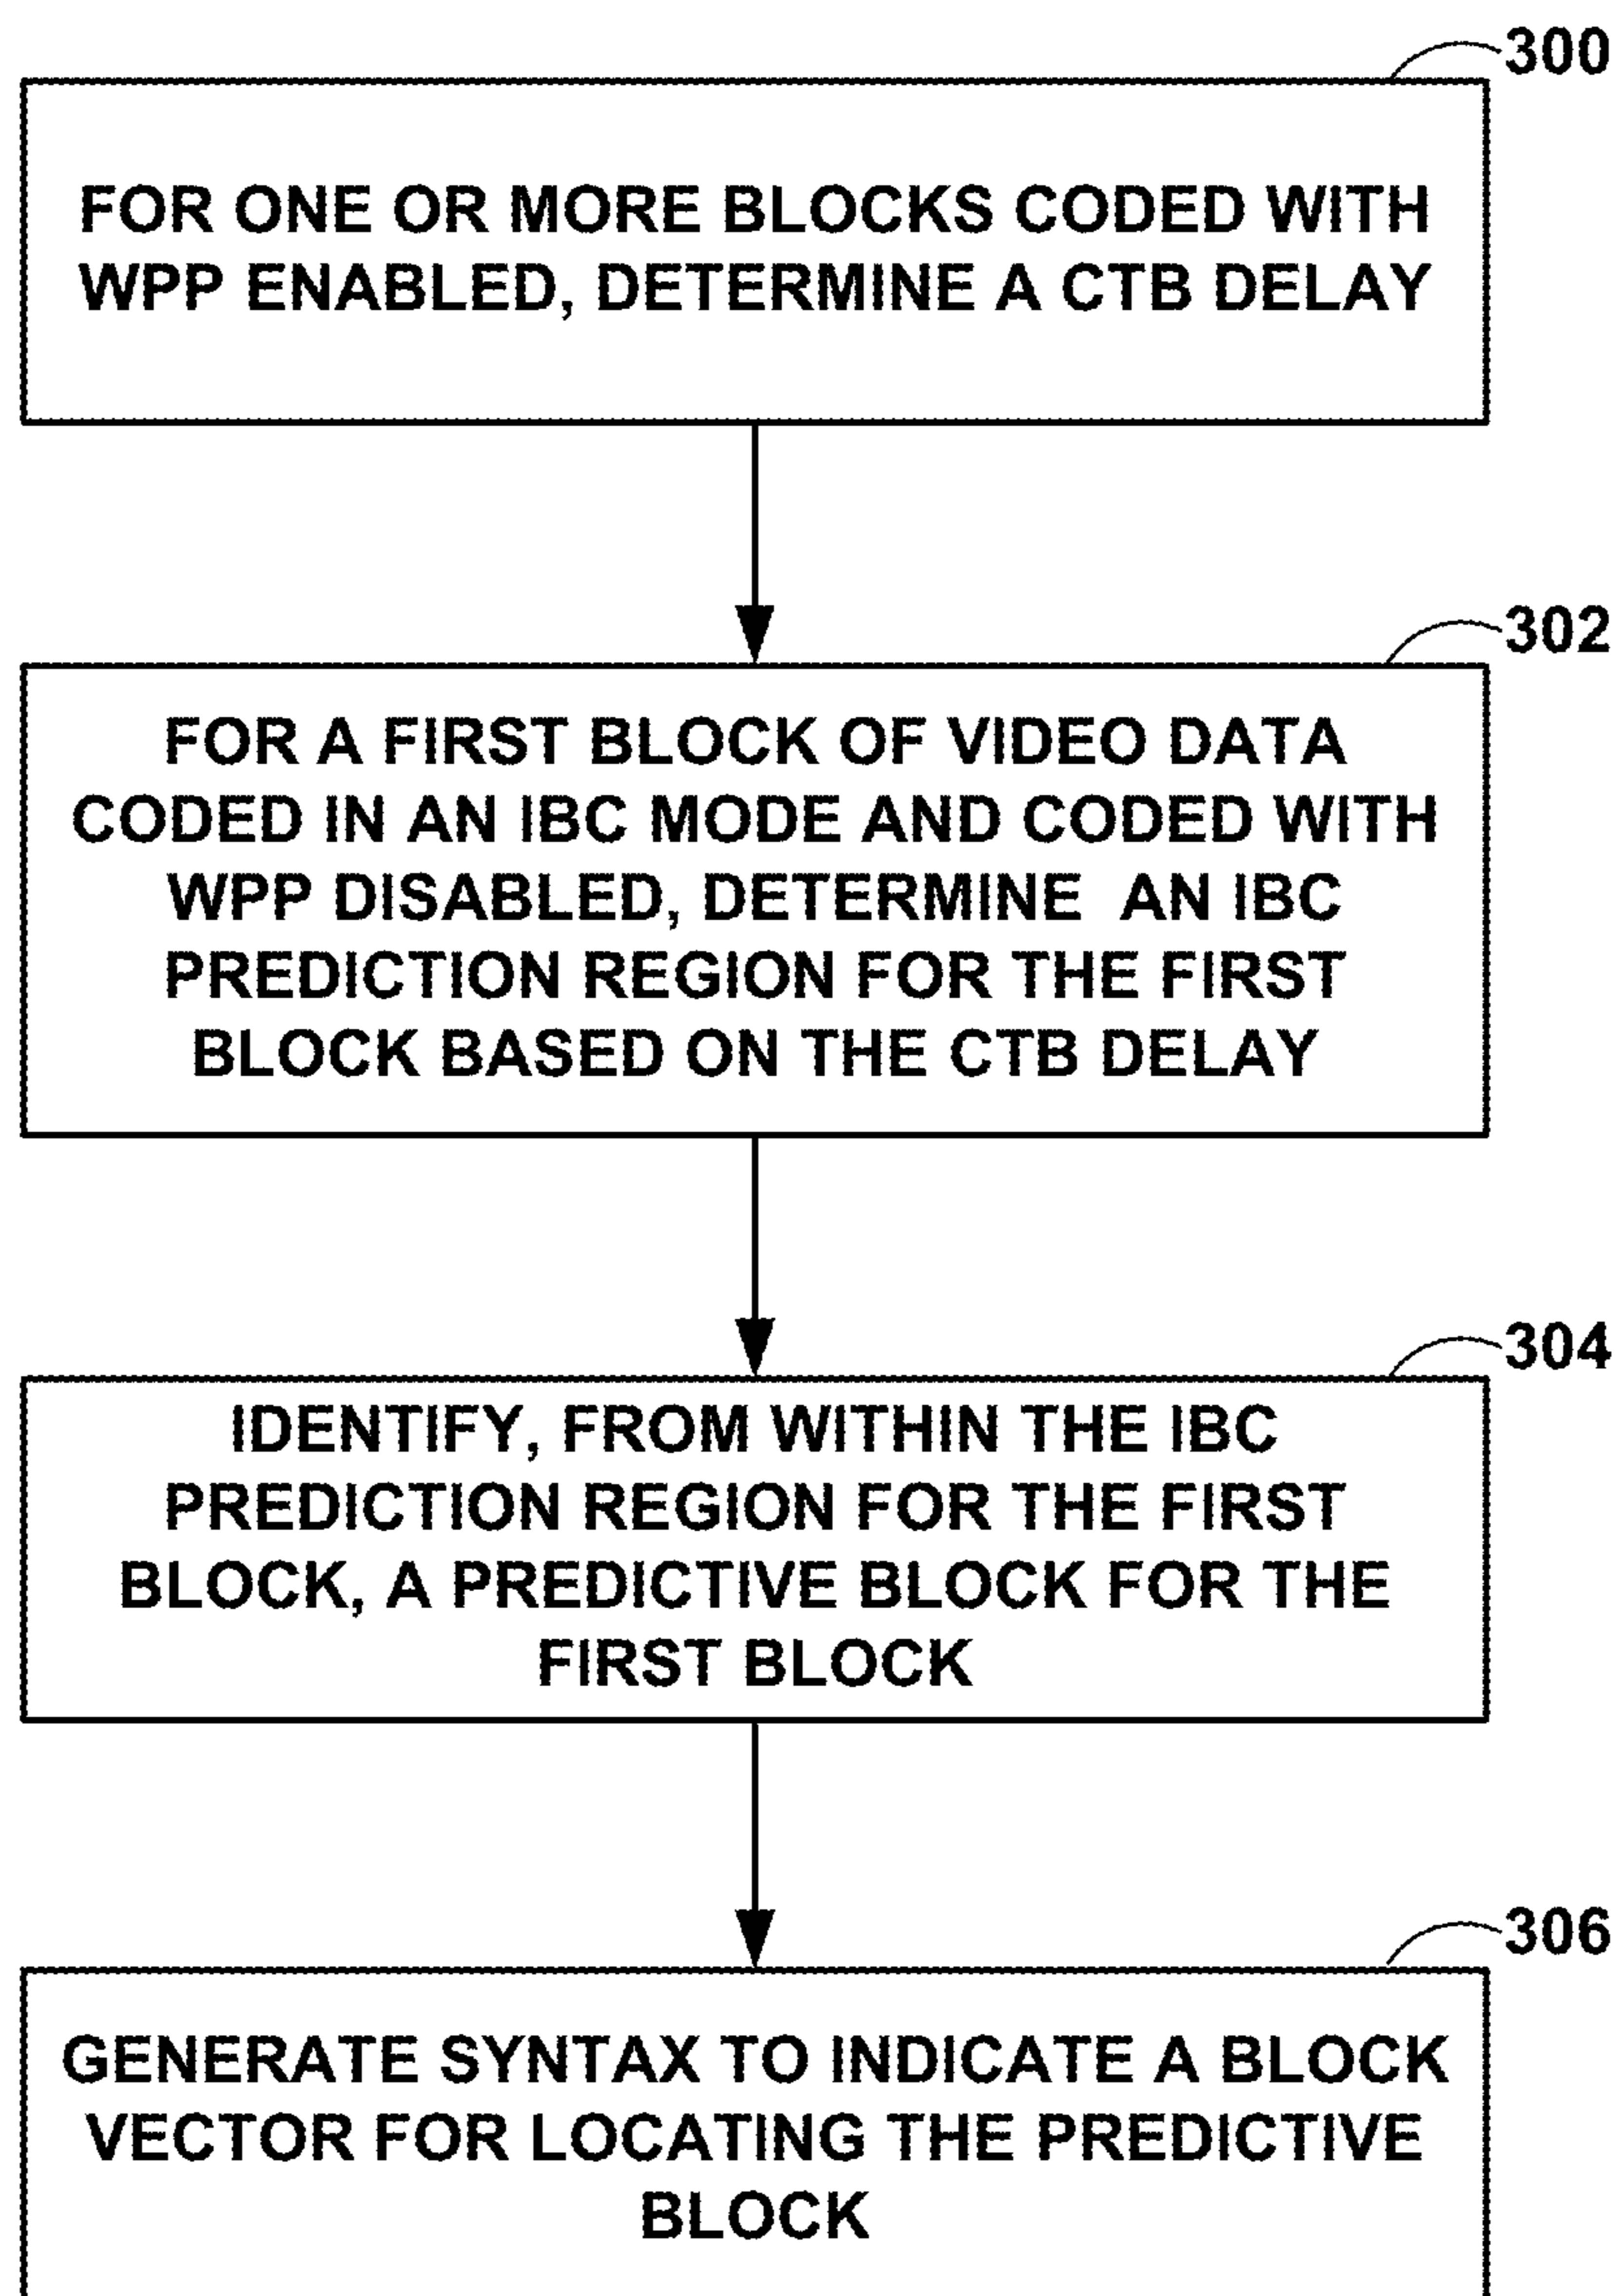 300
FOR ONE OR MORE BLOCKS CODED WITH
WPP ENABLED, DETERMINE A CTB DELAY
302
FOR A FIRST BLOCK OF VIDEO DATA
CODED IN AN IBC MODE AND CODED WITH
WPP DISABLED, DETERMINE AN IBC
PREDICTION REGION FOR THE FIRST
BLOCK BASED ON THE CTB DELAY
304
IDENTIFY, FROM WITHIN THE IBC
PREDICTION REGION FOR THE FIRST
BLOCK, A PREDICTIVE BLOCK FOR THE
FIRST BLOCK
306
GENERATE SYNTAX TO INDICATE A BLOCK
VECTOR FOR LOCATING THE PREDICTIVE
BLOCK